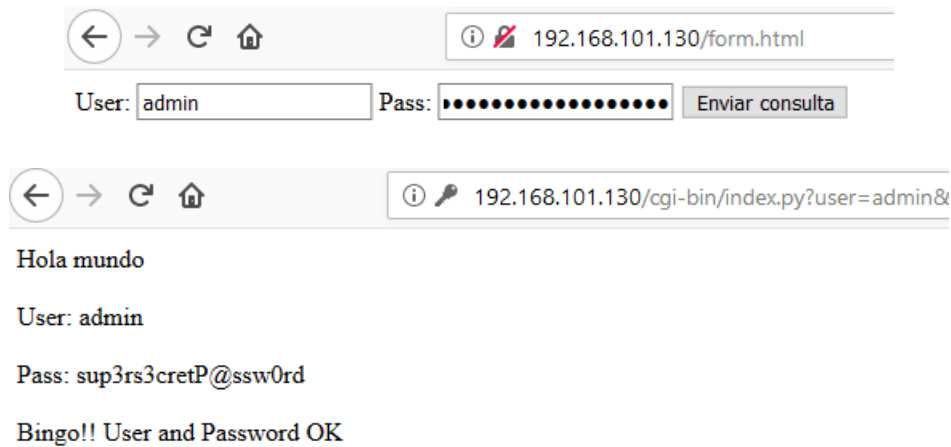 192.168.101.130/form.html
User: admin Pass: •••••••••••••••••• Enviar consulta
192.168.101.130/cgi-bin/index.py?user=admin&
Hola mundo
User: admin
Pass: sup3rs3cretP@ssw0rd
Bingo!! User and Password OK